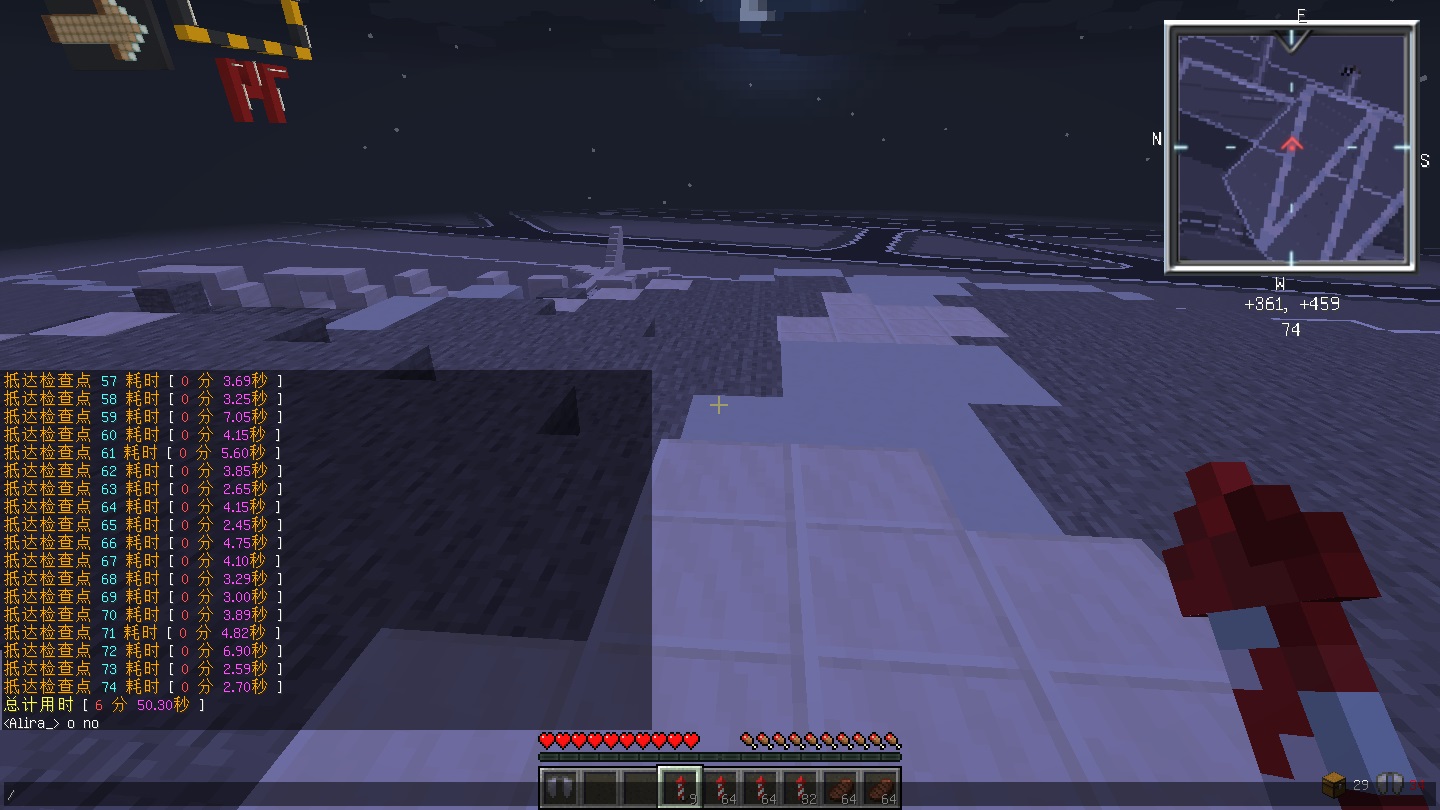 E
N
S
W
+361, +459
74
抵达检查点 57 耗时 [ 0 分 3.69秒 ]
抵达检查点 58 耗时 [ 0 分 3.25秒 ]
抵达检查点 59 耗时 [ 0 分 7.05秒 ]
抵达检查点 60 耗时 [ 0 分 4.15秒 ]
抵达检查点 61 耗时 [ 0 分 5.60秒 ]
抵达检查点 62 耗时 [ 0 分 3.85秒 ]
抵达检查点 63 耗时 [ 0 分 2.65秒 ]
抵达检查点 64 耗时 [ 0 分 4.15秒 ]
抵达检查点 65 耗时 [ 0 分 2.45秒 ]
抵达检查点 66 耗时 [ 0 分 4.75秒 ]
抵达检查点 67 耗时 [ 0 分 4.10秒 ]
抵达检查点 68 耗时 [ 0 分 3.29秒 ]
抵达检查点 69 耗时 [ 0 分 3.00秒 ]
抵达检查点 70 耗时 [ 0 分 3.89秒 ]
抵达检查点 71 耗时 [ 0 分 4.82秒 ]
抵达检查点 72 耗时 [ 0 分 6.90秒 ]
抵达检查点 73 耗时 [ 0 分 2.59秒 ]
抵达检查点 74 耗时 [ 0 分 2.70秒 ]
总计用时 [ 6 分 50.30秒 ]
<Alira_> o no
/
9 64 64 32 64 64
29